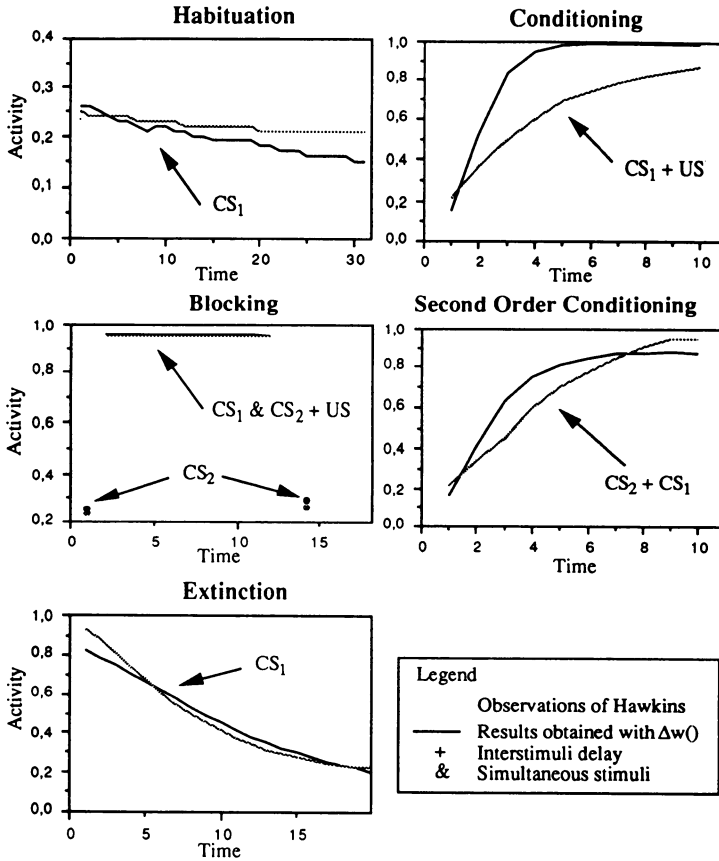 Habituation
Activity
0,4
0,3
0,2
0,1
0,0
CS1
0
10
20
30
Time
Conditioning
Activity
1,0
0,8
0,6
0,4
0,2
0,0
CS1 + US
0
2
4
6
8
10
Time
Blocking
Activity
1,0
0,8
0,6
0,4
0,2
CS1 & CS2 + US
CS2
0
5
10
15
Time
Second Order Conditioning
Activity
1,0
0,8
0,6
0,4
0,2
0,0
CS2 + CS1
0
2
4
6
8
10
Time
Extinction
Activity
1,0
0,8
0,6
0,4
0,2
0,0
CS1
0
5
10
15
Time
Legend
Observations of Hawkins
Results obtained with Δw()
+ Interstimuli delay
& Simultaneous stimuli